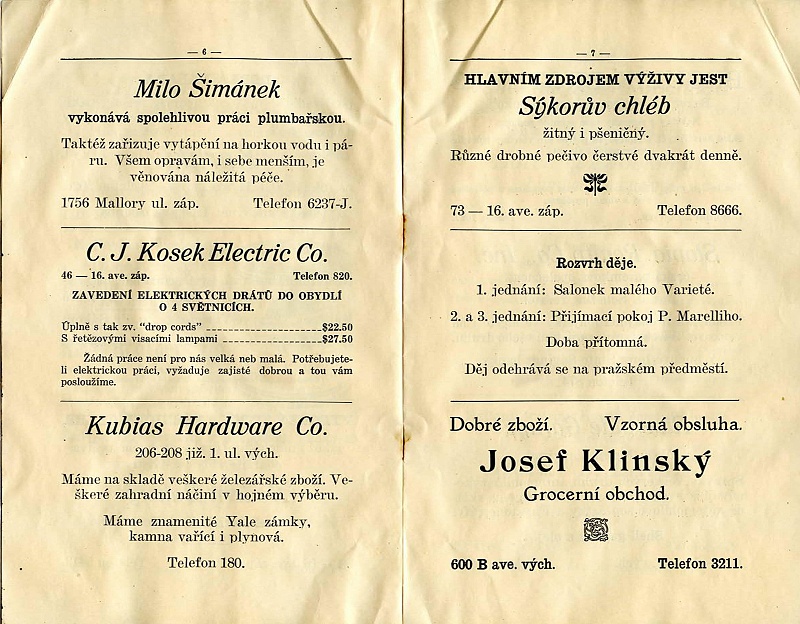 — 6 —
Milo Šimánek
vykonává spolehlivou práci plumbařskou.
Taktéž zařizuje vytápění na horkou vodu i pá-
ru. Všem opravám, i sebe menším, je
věnována náležitá péče.
1756 Mallory ul. záp. Telefon 6237-J.
C. J. Kosek Electric Co.
46 — 16. ave. záp. Telefon 820.
ZAVEDENÍ ELEKTRICKÝCH DRÁTŮ DO OBYDLÍ
O 4 SVĚTNICÍCH.
Úplně s tak zv. “drop cords” $22.50
S řetězovými visacími lampami $27.50
Žádná práce není pro nás velká neb malá. Potřebujete-
li elektrickou práci, vyžaduje zajisté dobrou a tou vám
posloužíme.
Kubias Hardware Co.
206-208 již. 1. ul. vých.
Máme na skladě veškeré železářské zboží. Ve-
škeré zahradní náčiní v hojném výběru.
Máme znamenité Yale zámky,
kamna vařící i plynová.
Telefon 180.
— 7 —
HLAVNÍM ZDROJEM VÝŽIVY JEST
Sýkorův chléb
žitný i pšeničný.
Různé drobné pečivo čerstvé dvakrát denně.
73 — 16. ave. záp. Telefon 8666.
Rozvrh děje.
1. jednání: Salonek malého Varieté.
2. a 3. jednání: Přijímací pokoj P. Marelliho.
Doba přítomná.
Děj odehrává se na pražském předměstí.
Dobré zboží. Vzorná obsluha.
Josef Klinský
Grocerní obchod.
600 B ave. vých. Telefon 3211.